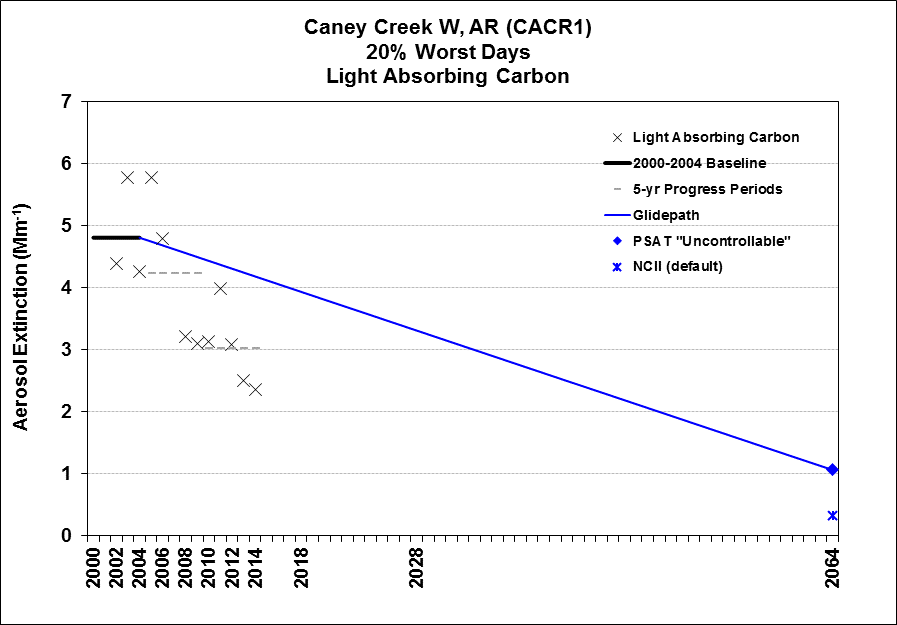 Caney Creek W, AR (CACR1)
20% Worst Days
Light Absorbing Carbon
Aerosol Extinction (Mm-1)
7
6
5
4
3
2
1
0
Light Absorbing Carbon
2000-2004 Baseline
5-yr Progress Periods
Glidepath
PSAT "Uncontrollable"
NCII (default)
2000
2002
2004
2006
2008
2010
2012
2014
2018
2028
2064